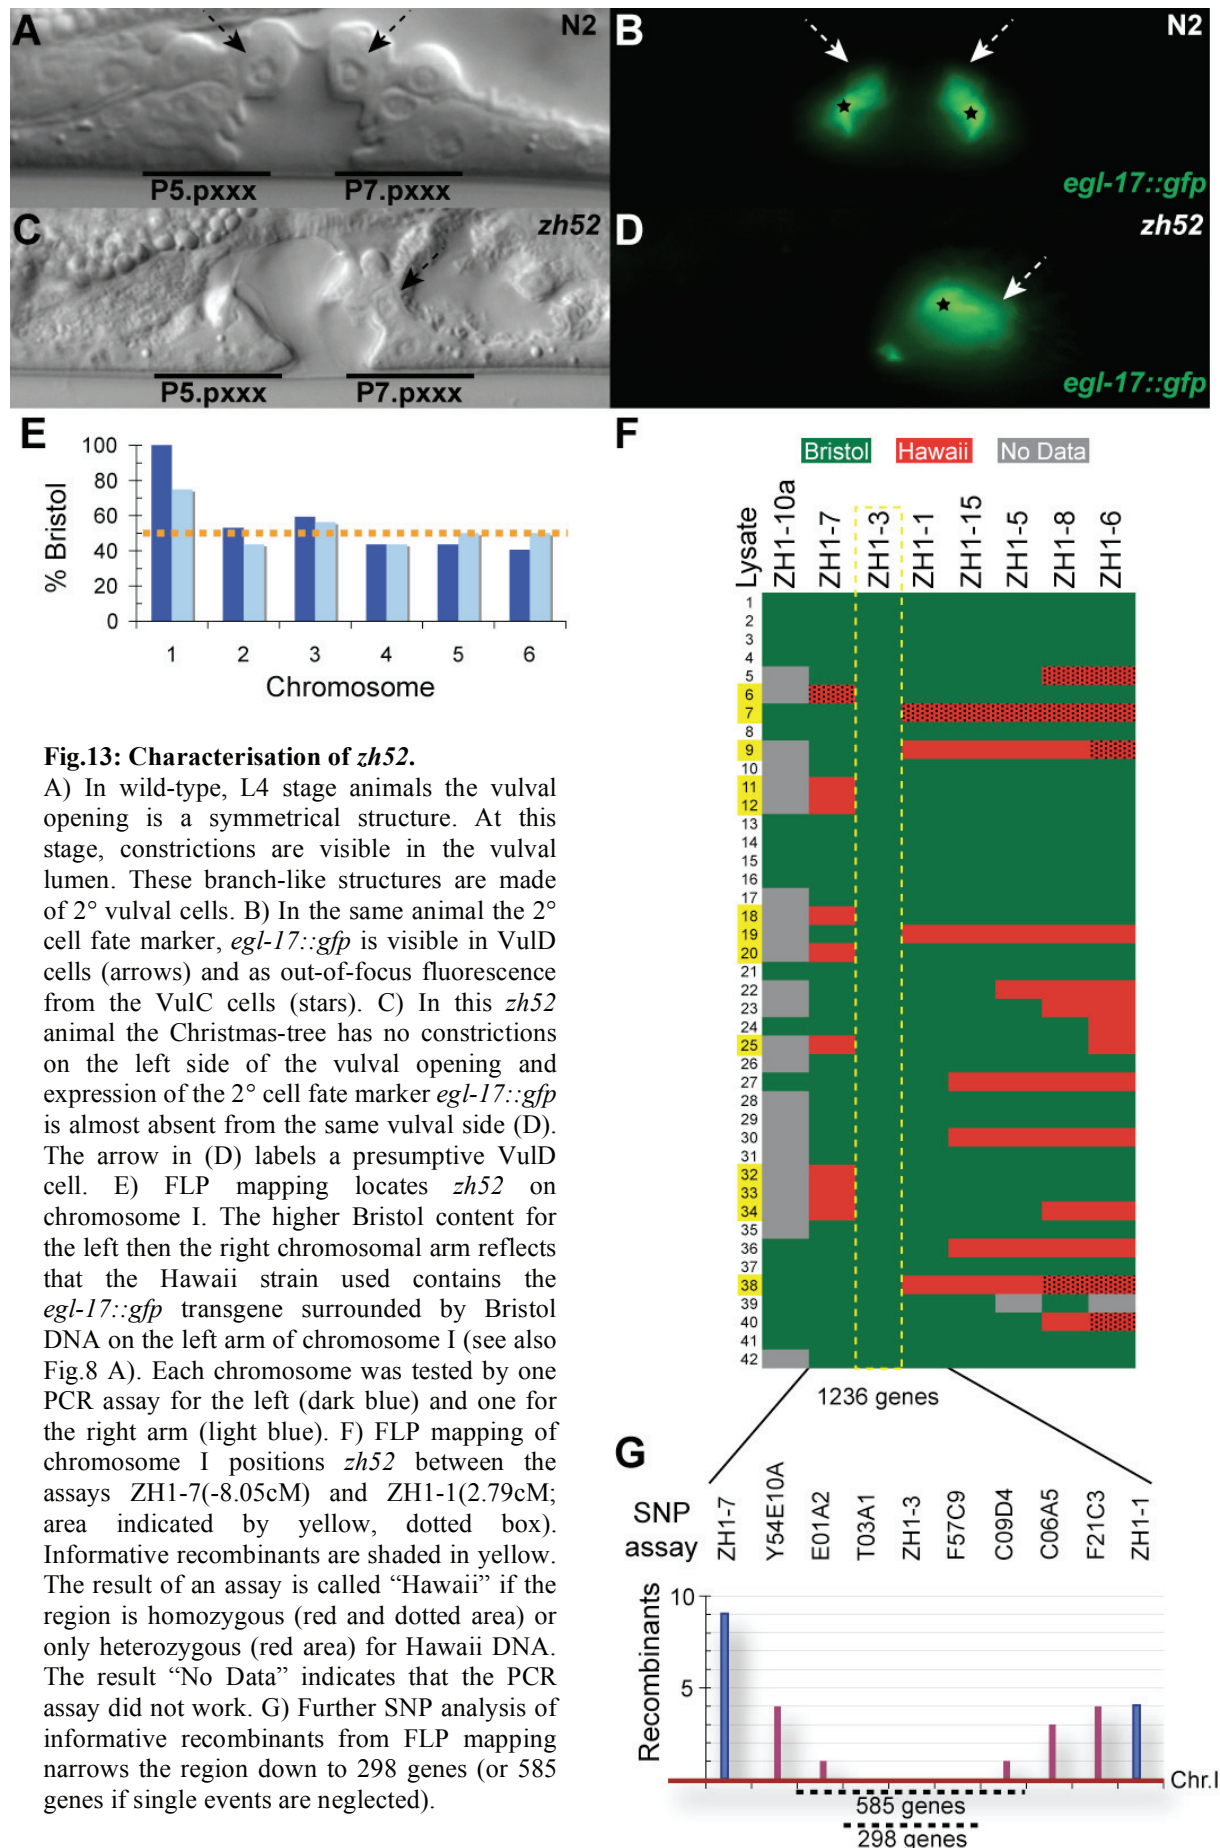 A
N2
P5.pxxx
P7.pxxx
B
N2
egl-17::gfp
C
zh52
P5.pxxx
P7.pxxx
D
zh52
egl-17::gfp
E
% Bristol
100
80
60
40
20
0
1 2 3 4 5 6
Chromosome
F
Bristol Hawaii No Data
Lysate
ZH1-10a
ZH1-7
ZH1-3
ZH1-1
ZH1-15
ZH1-5
ZH1-8
ZH1-6
1
2
3
4
5
6
7
8
9
10
11
12
13
14
15
16
17
18
19
20
21
22
23
24
25
26
27
28
29
30
31
32
33
34
35
36
37
38
39
40
41
42
1236 genes
G
SNP
assay
ZH1-7
Y54E10A
E01A2
T03A1
ZH1-3
F57C9
C09D4
C06A5
F21C3
ZH1-1
Recombinants
10
5
Chr.I
585 genes
298 genes
Fig.13: Characterisation of zh52.
A) In wild-type, L4 stage animals the vulval
opening is a symmetrical structure. At this
stage, constrictions are visible in the vulval
lumen. These branch-like structures are made
of 2° vulval cells. B) In the same animal the 2°
cell fate marker, egl-17::gfp is visible in VulD
cells (arrows) and as out-of-focus fluorescence
from the VulC cells (stars). C) In this zh52
animal the Christmas-tree has no constrictions
on the left side of the vulval opening and
expression of the 2° cell fate marker egl-17::gfp
is almost absent from the same vulval side (D).
The arrow in (D) labels a presumptive VulD
cell. E) FLP mapping locates zh52 on
chromosome I. The higher Bristol content for
the left then the right chromosomal arm reflects
that the Hawaii strain used contains the
egl-17::gfp transgene surrounded by Bristol
DNA on the left arm of chromosome I (see also
Fig.8 A). Each chromosome was tested by one
PCR assay for the left (dark blue) and one for
the right arm (light blue). F) FLP mapping of
chromosome I positions zh52 between the
assays ZH1-7(-8.05cM) and ZH1-1(2.79cM;
area indicated by yellow, dotted box).
Informative recombinants are shaded in yellow.
The result of an assay is called “Hawaii” if the
region is homozygous (red and dotted area) or
only heterozygous (red area) for Hawaii DNA.
The result “No Data” indicates that the PCR
assay did not work. G) Further SNP analysis of
informative recombinants from FLP mapping
narrows the region down to 298 genes (or 585
genes if single events are neglected).